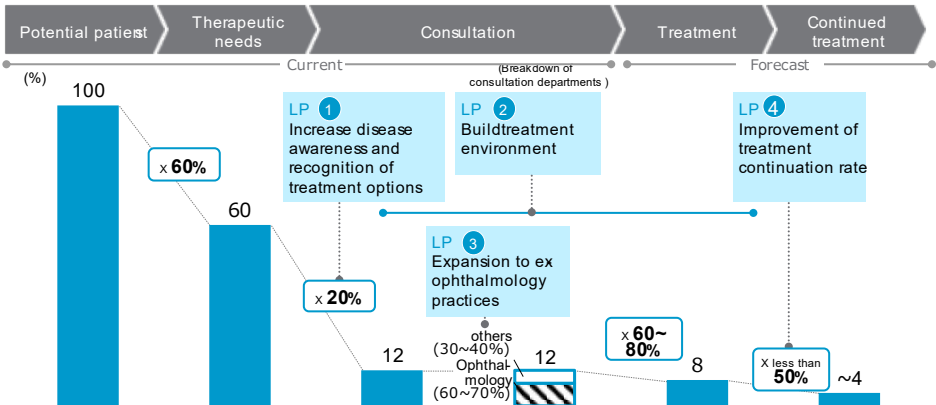 Potential patients
Therapeutic
needs
Consultation
Treatment
Continued
treatment
Current
Forecast
(%)
(Breakdown of
consultation departments )
100
x 60%
60
x 20%
12
LP 1
Increase disease
awareness and
recognition of
treatment options
LP 2
Buildtreatment
environment
LP 3
Expansion to ex
ophthalmology
practices
LP 4
Improvement of
treatment
continuation rate
others
(30~40%)
Ophthal-
mology
(60~70%)
12
x 60~
80%
8
X less than
50%
~4